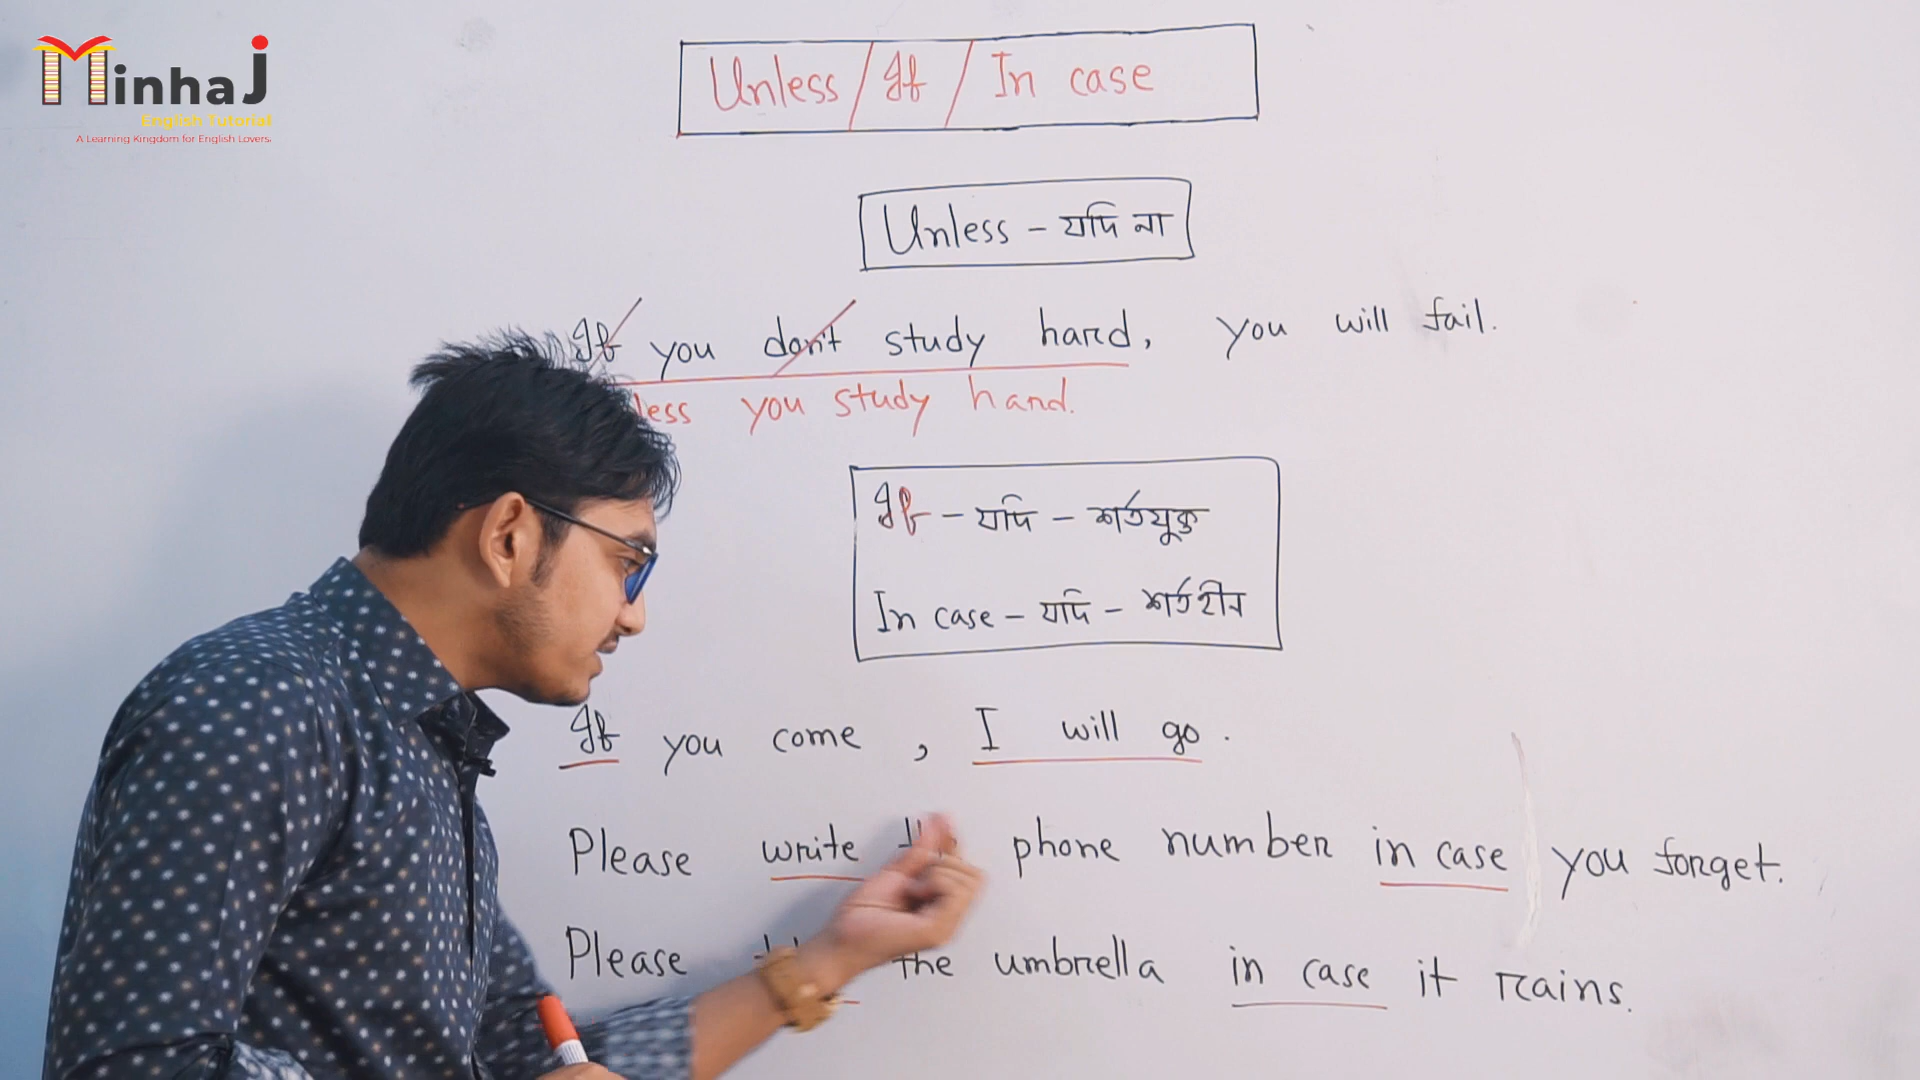 Minhaj
English Tutorial
A Learning Kingdom for English Lovers.
Unless / If / In case
Unless - যদি না
If you don't study hard, you will fail.
less you study hard.
If - যদি - শর্তযুক্ত
In case - যদি - শর্তহীন
If you come, I will go.
Please write phone number in case you forget.
Please the umbrella in case it rains.